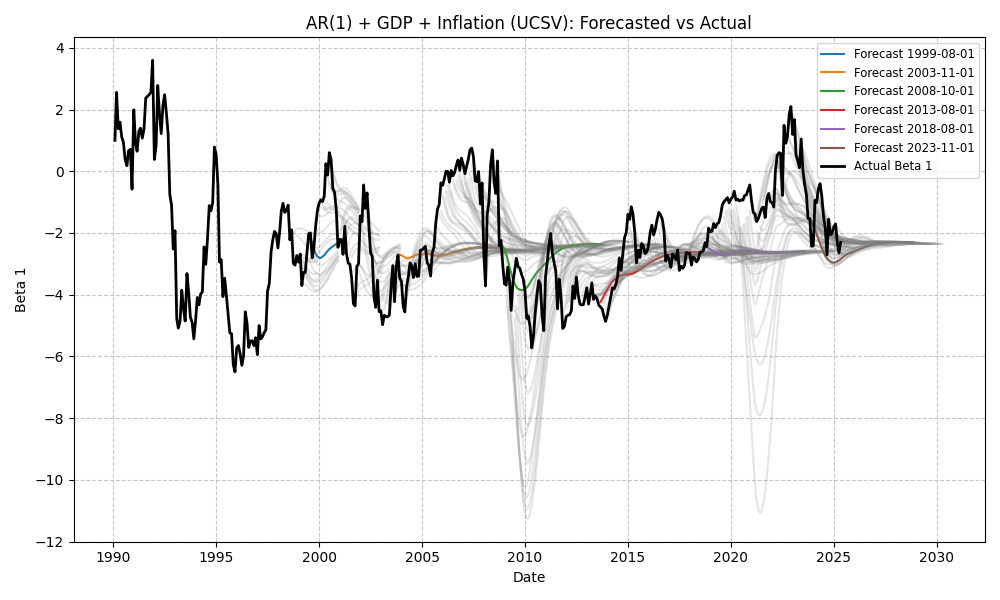 AR(1) + GDP + Inflation (UCSV): Forecasted vs Actual
4
2
0
−2
−4
−6
−8
−10
−12
Beta 1
1990
1995
2000
2005
2010
2015
2020
2025
2030
Date
Forecast 1999-08-01
Forecast 2003-11-01
Forecast 2008-10-01
Forecast 2013-08-01
Forecast 2018-08-01
Forecast 2023-11-01
Actual Beta 1